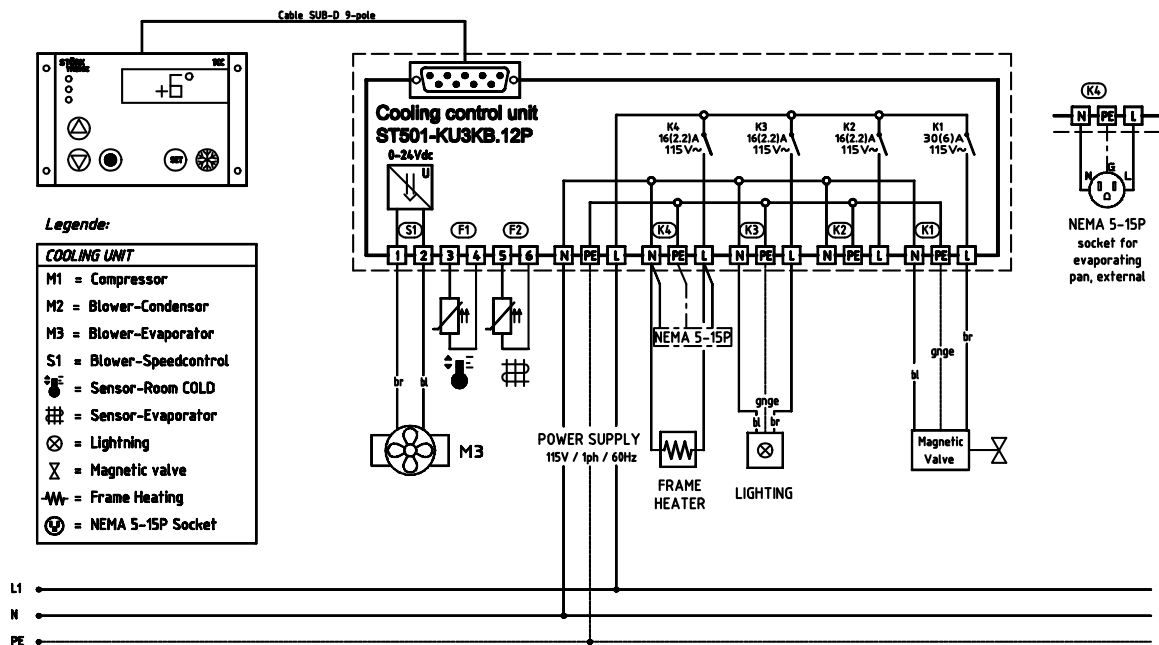 Cable SUB-D 9-pole
STÖRK
TRONIC
+6°
SET
Cooling control unit
ST501-KU3KB.12P
0-24Vdc
U
K4
16(2.2)A
115V~
K3
16(2.2)A
115V~
K2
16(2.2)A
115V~
K1
30(6)A
115V~
S1 F1 F2 K4 K3 K2 K1
1 2 3 4 5 6 N PE L N PE L N PE L N PE L N PE L
K4
N PE L
N G L
NEMA 5-15P
socket for
evaporating
pan, external
Legende:
COOLING UNIT
M1 = Compressor
M2 = Blower-Condensor
M3 = Blower-Evaporator
S1 = Blower-Speedcontrol
= Sensor-Room COLD
= Sensor-Evaporator
= Lightning
= Magnetic valve
= Frame Heating
= NEMA 5-15P Socket
NEMA 5-15P
br bl
M3
POWER SUPPLY
115V / 1ph / 60Hz
FRAME
HEATER
gnge
bl br
LIGHTING
bl gnge br
Magnetic
Valve
L1
N
PE